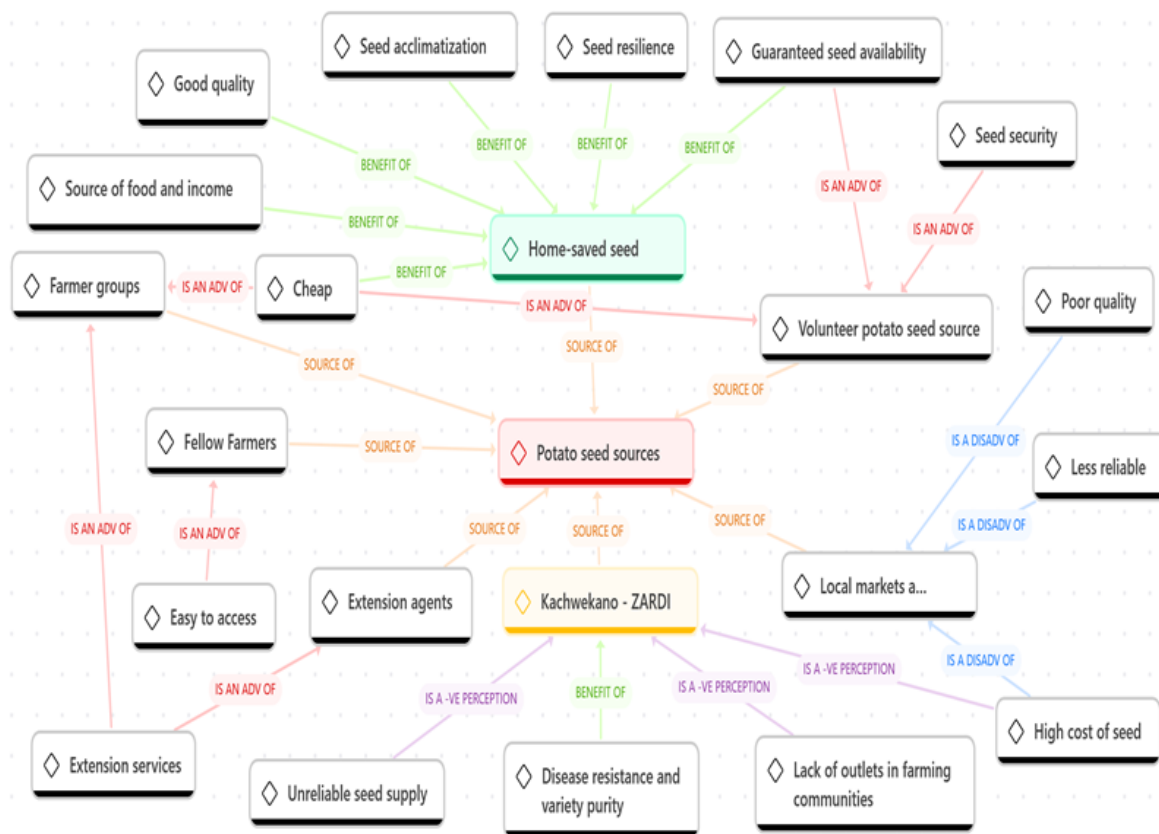 Seed acclimatization
Seed resilience
Guaranteed seed availability
Good quality
Seed security
BENEFIT OF
BENEFIT OF
BENEFIT OF
BENEFIT OF
Source of food and income
IS AN ADV OF
BENEFIT OF
IS AN ADV OF
Home-saved seed
BENEFIT OF
Farmer groups
IS AN ADV OF
Cheap
IS AN ADV OF
Poor quality
Volunteer potato seed source
SOURCE OF
SOURCE OF
SOURCE OF
Fellow Farmers
SOURCE OF
Potato seed sources
IS A DISADV OF
Less reliable
IS AN ADV OF
IS AN ADV OF
SOURCE OF
SOURCE OF
SOURCE OF
IS A DISADV OF
Easy to access
Extension agents
Kachwekano - ZARDI
Local markets a...
IS AN ADV OF
IS A -VE PERCEPTION
BENEFIT OF
IS A -VE PERCEPTION
IS A -VE PERCEPTION
IS A DISADV OF
Extension services
High cost of seed
Unreliable seed supply
Disease resistance and
variety purity
Lack of outlets in farming
communities